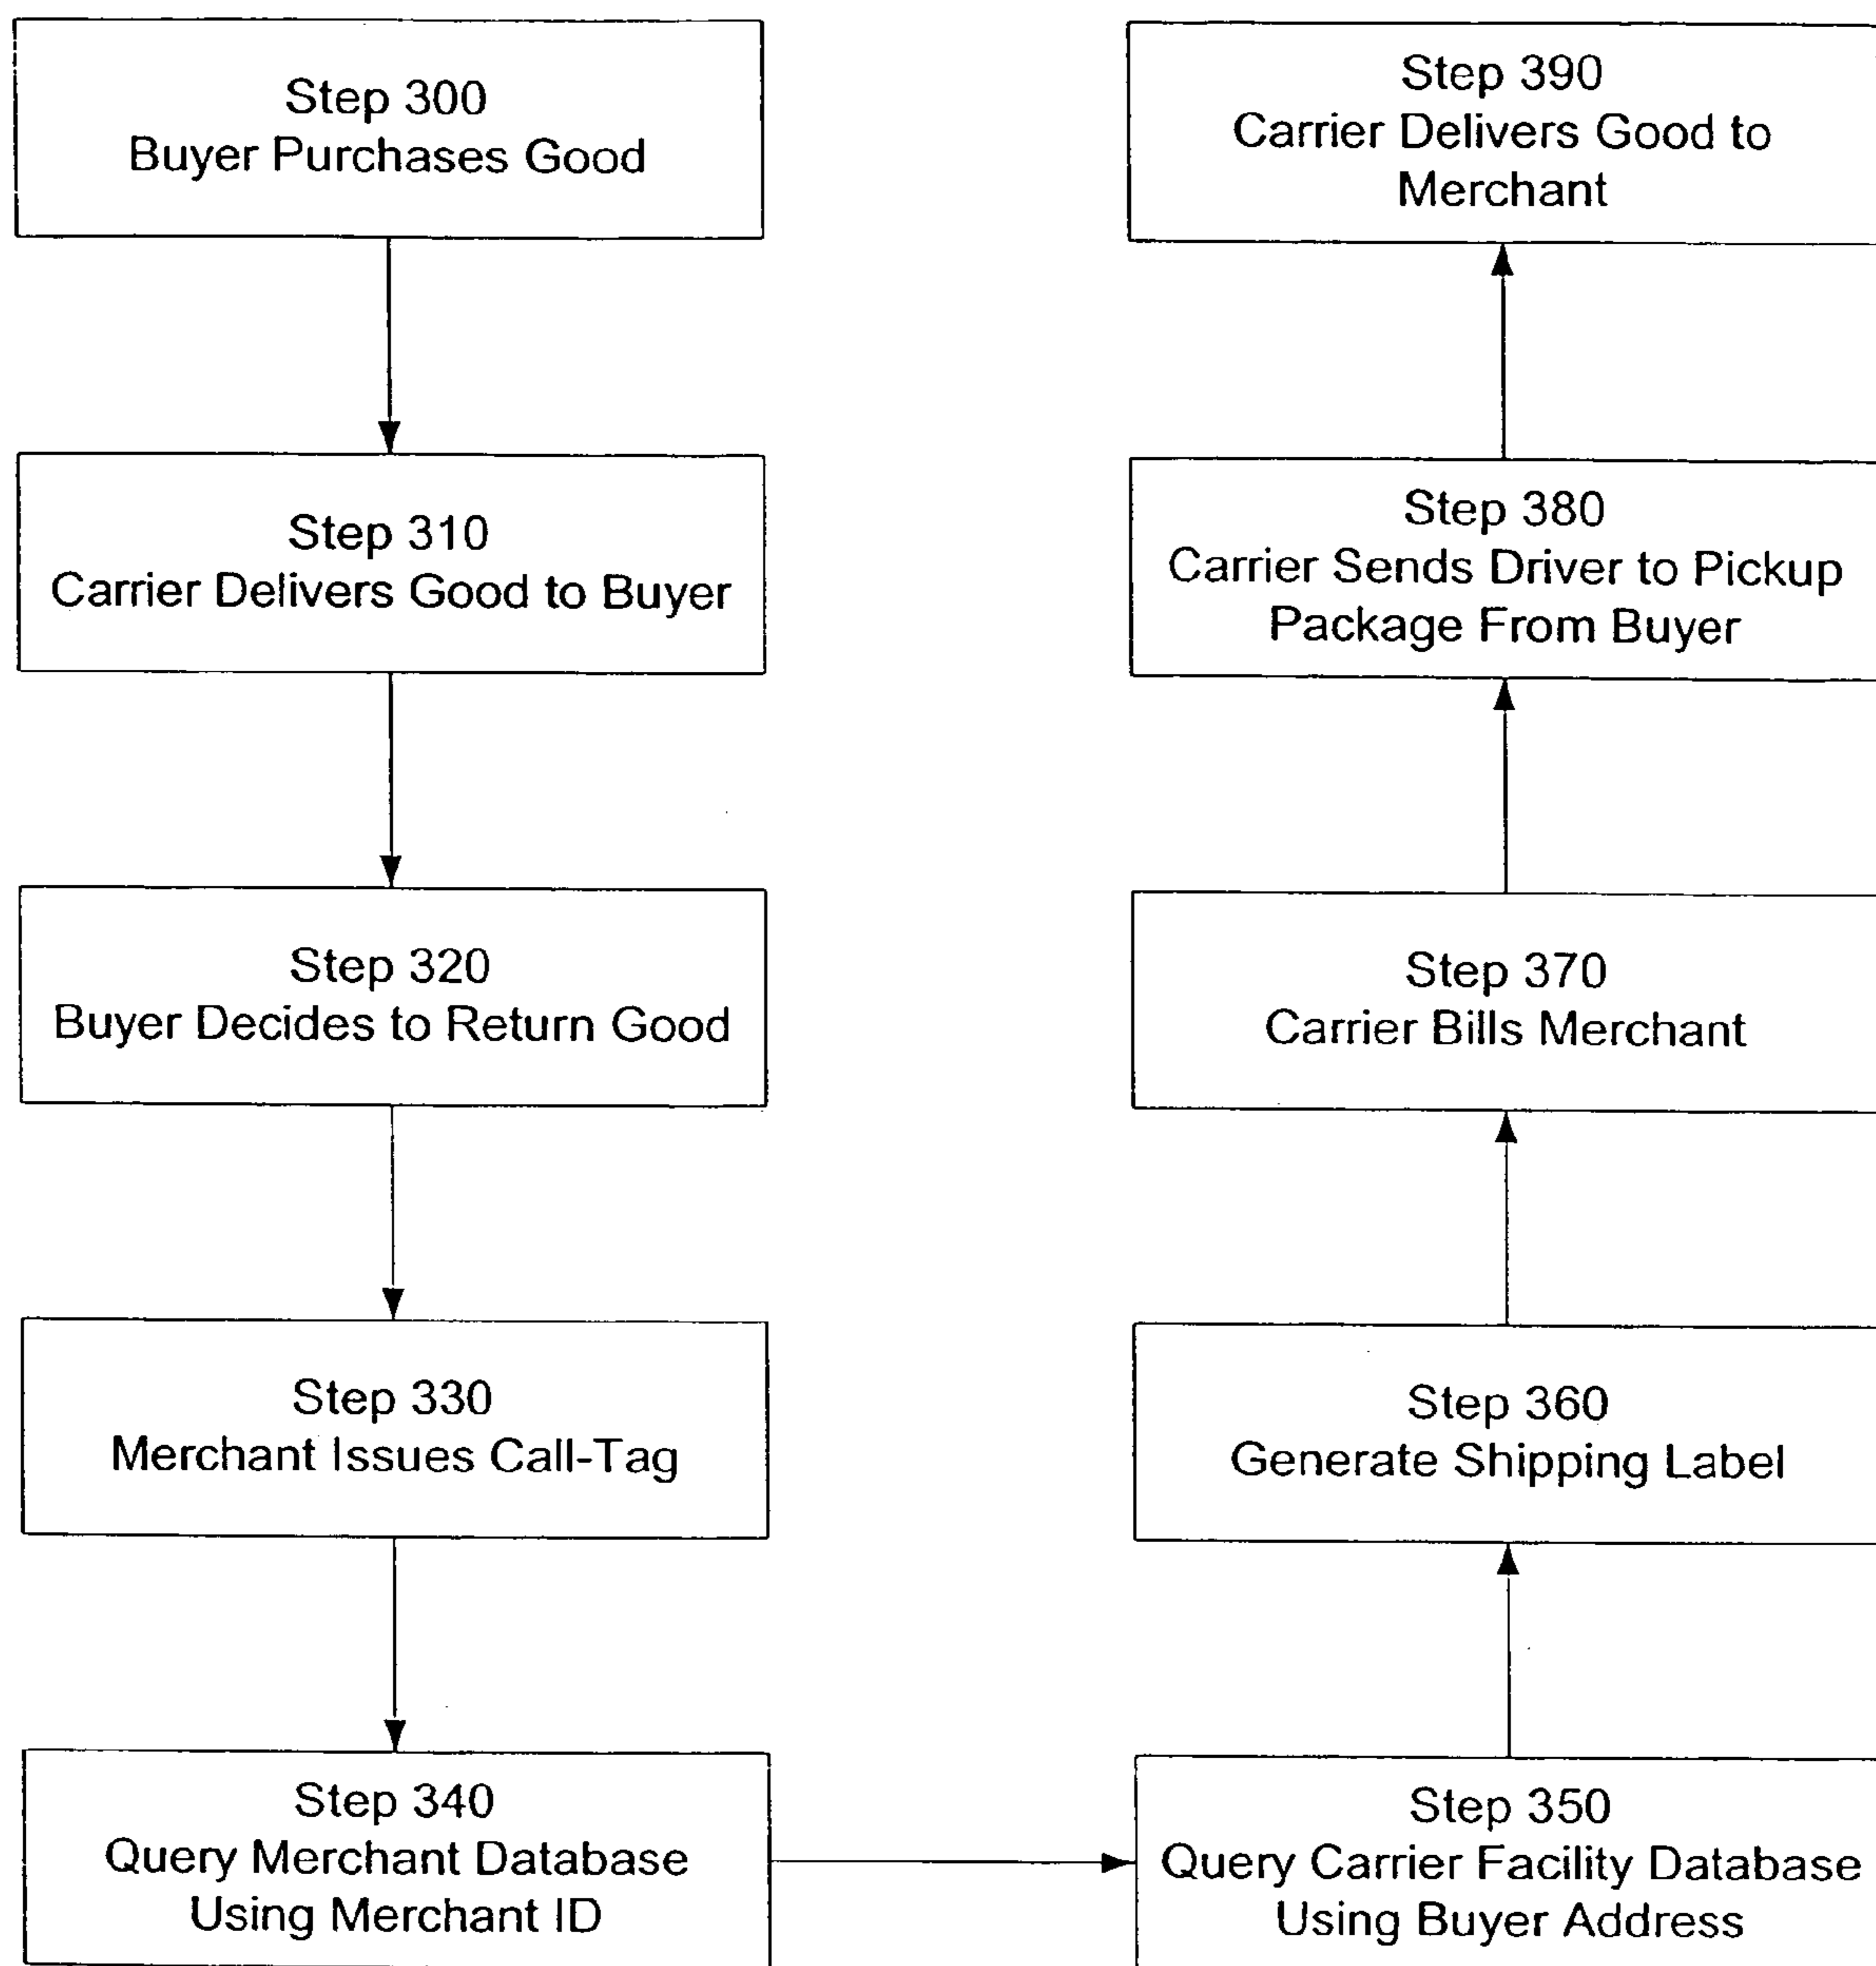 Step 300
Buyer Purchases Good
Step 310
Carrier Delivers Good to Buyer
Step 320
Buyer Decides to Return Good
Step 330
Merchant Issues Call-Tag
Step 340
Query Merchant Database
Using Merchant ID
Step 350
Query Carrier Facility Database
Using Buyer Address
Step 360
Generate Shipping Label
Step 370
Carrier Bills Merchant
Step 380
Carrier Sends Driver to Pickup
Package From Buyer
Step 390
Carrier Delivers Good to
Merchant